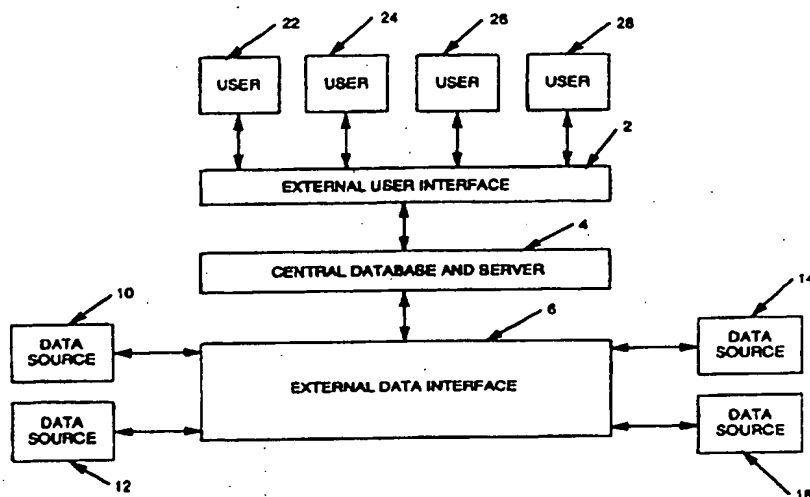 22
24
26
28
USER
USER
USER
USER
2
EXTERNAL USER INTERFACE
4
CENTRAL DATABASE AND SERVER
10
6
14
DATA
SOURCE
DATA
SOURCE
EXTERNAL DATA INTERFACE
DATA
SOURCE
DATA
SOURCE
12